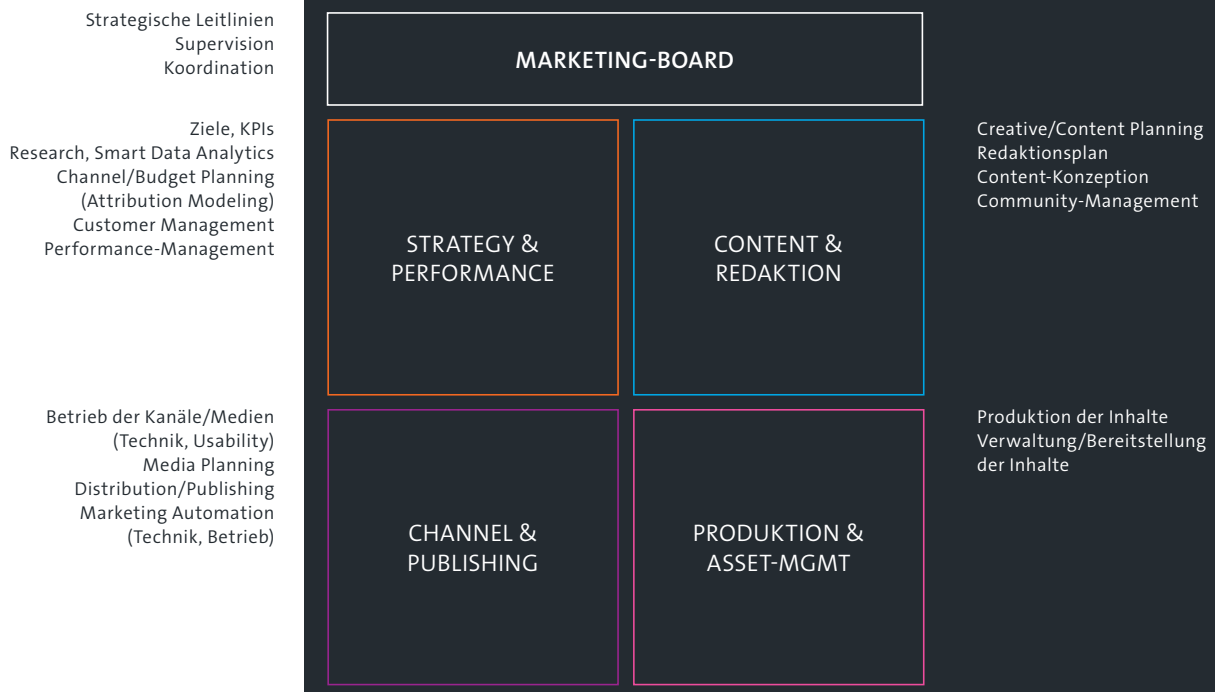 Strategische Leitlinien
Supervision
Koordination
MARKETING-BOARD
Ziele, KPIs
Research, Smart Data Analytics
Channel/Budget Planning
(Attribution Modeling)
Customer Management
Performance-Management
STRATEGY &
PERFORMANCE
CONTENT &
REDAKTION
Creative/Content Planning
Redaktionsplan
Content-Konzeption
Community-Management
Betrieb der Kanäle/Medien
(Technik, Usability)
Media Planning
Distribution/Publishing
Marketing Automation
(Technik, Betrieb)
CHANNEL &
PUBLISHING
PRODUKTION &
ASSET-MGMT
Produktion der Inhalte
Verwaltung/Bereitstellung
der Inhalte